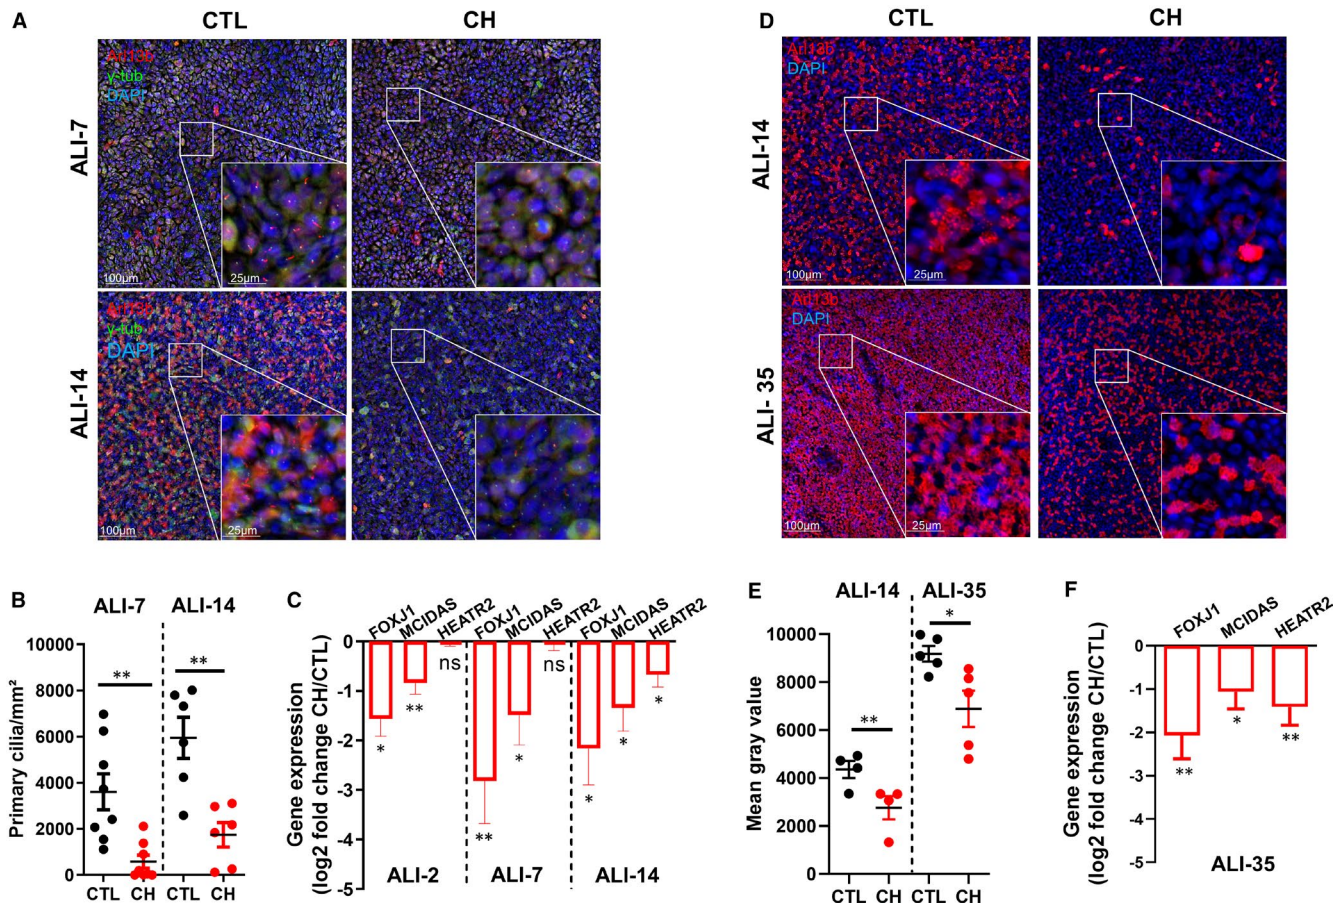 A
CTL
CH
ALI-7
Arl13b
γ-tub
DAPI
100µm
25µm
ALI-14
Arl13b
γ-tub
DAPI
100µm
25µm
D
CTL
CH
ALI-14
Arl13b
DAPI
100µm
25µm
ALI- 35
Arl13b
DAPI
100µm
25µm
B
ALI-7
ALI-14
Primary cilia/mm²
10000
8000
6000
4000
2000
0
**
**
CTL
CH
CTL
CH
C
FOXJ1
MCIDAS
HEATR2
FOXJ1
MCIDAS
HEATR2
FOXJ1
MCIDAS
HEATR2
Gene expression
(log2 fold change CH/CTL)
0
-1
-2
-3
-4
-5
*
**
ns
**
*
ns
*
*
*
ALI-2
ALI-7
ALI-14
E
ALI-14
ALI-35
Mean gray value
10000
8000
6000
4000
2000
0
**
*
CTL
CH
CTL
CH
F
FOXJ1
MCIDAS
HEATR2
Gene expression
(log2 fold change CH/CTL)
0
-1
-2
-3
-4
-5
**
*
**
ALI-35